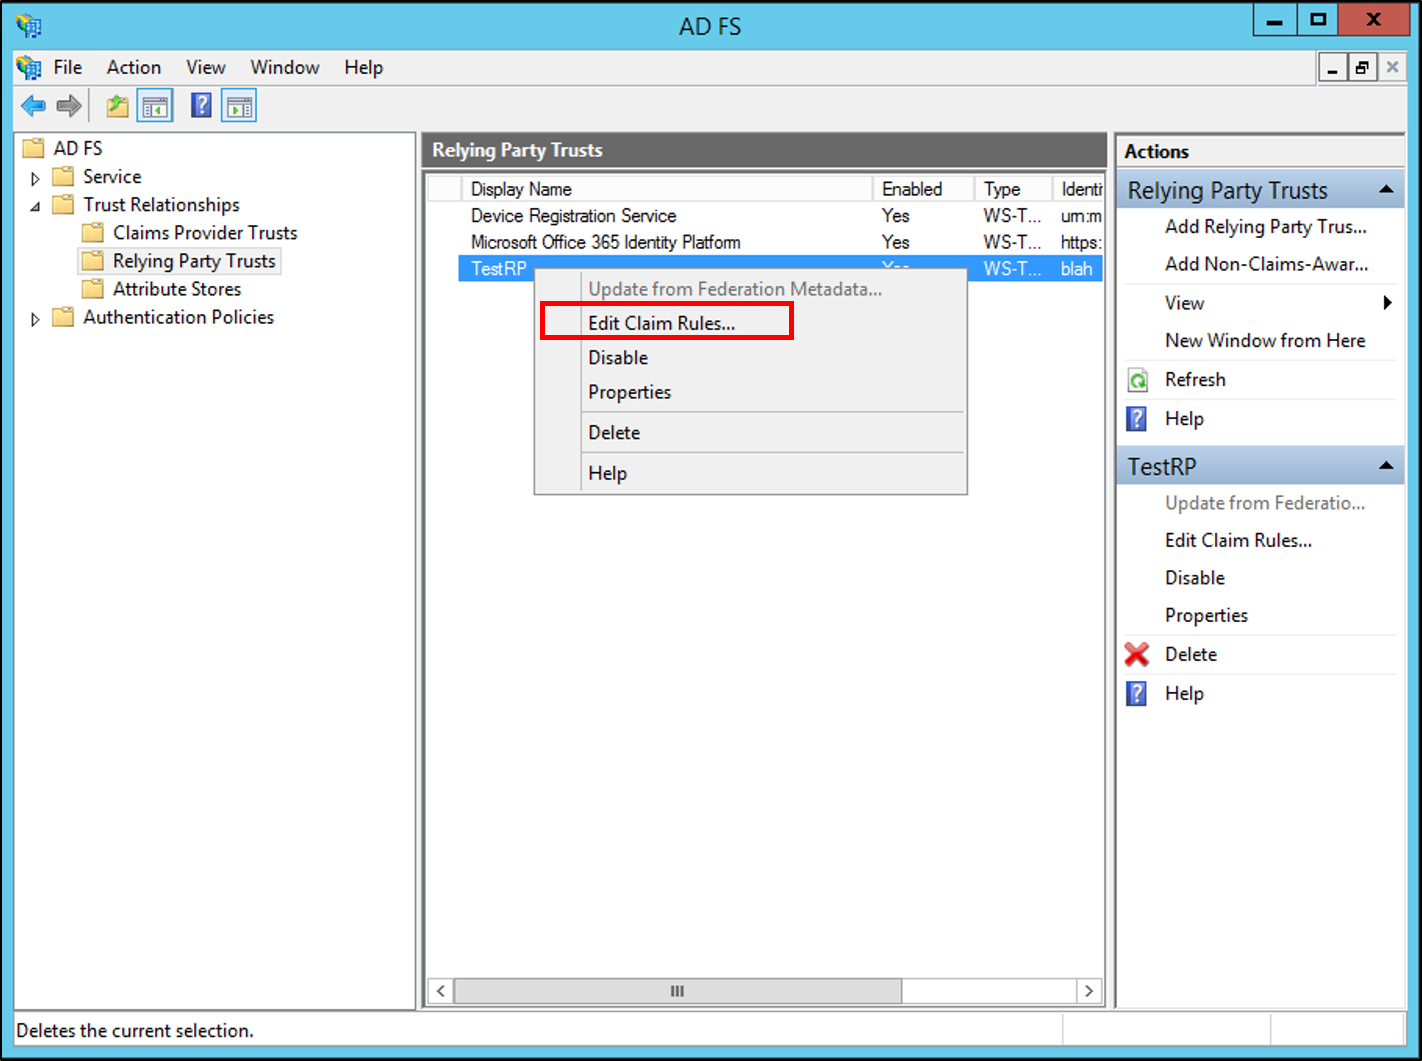 AD FS
File Action View Window Help
AD FS
Service
Trust Relationships
Claims Provider Trusts
Relying Party Trusts
Attribute Stores
Authentication Policies
Relying Party Trusts
Display Name Enabled Type Identi
Device Registration Service Yes WS-T... urn:m
Microsoft Office 365 Identity Platform Yes WS-T... https:
TestRP Yes WS-T... blah
Update from Federation Metadata...
Edit Claim Rules...
Disable
Properties
Delete
Help
Actions
Relying Party Trusts
Add Relying Party Trus...
Add Non-Claims-Awar...
View
New Window from Here
Refresh
Help
TestRP
Update from Federatio...
Edit Claim Rules...
Disable
Properties
Delete
Help
Deletes the current selection.